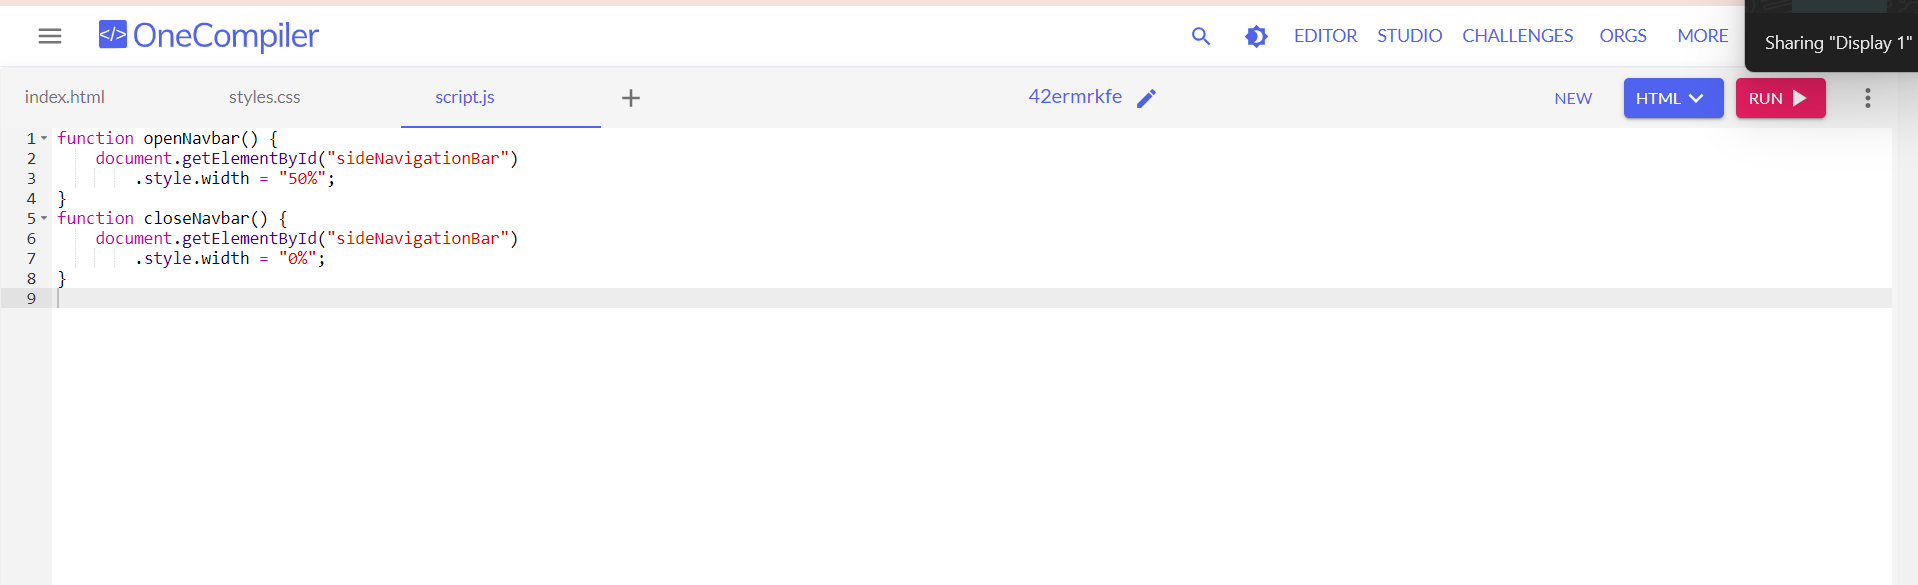 </> OneCompiler
EDITOR STUDIO CHALLENGES ORGS MORE
Sharing "Display 1"
index.html styles.css script.js + 42ermrkfe NEW HTML RUN
1 function openNavbar() {
2     document.getElementById("sideNavigationBar")
3         .style.width = "50%";
4 }
5 function closeNavbar() {
6     document.getElementById("sideNavigationBar")
7         .style.width = "0%";
8 }
9